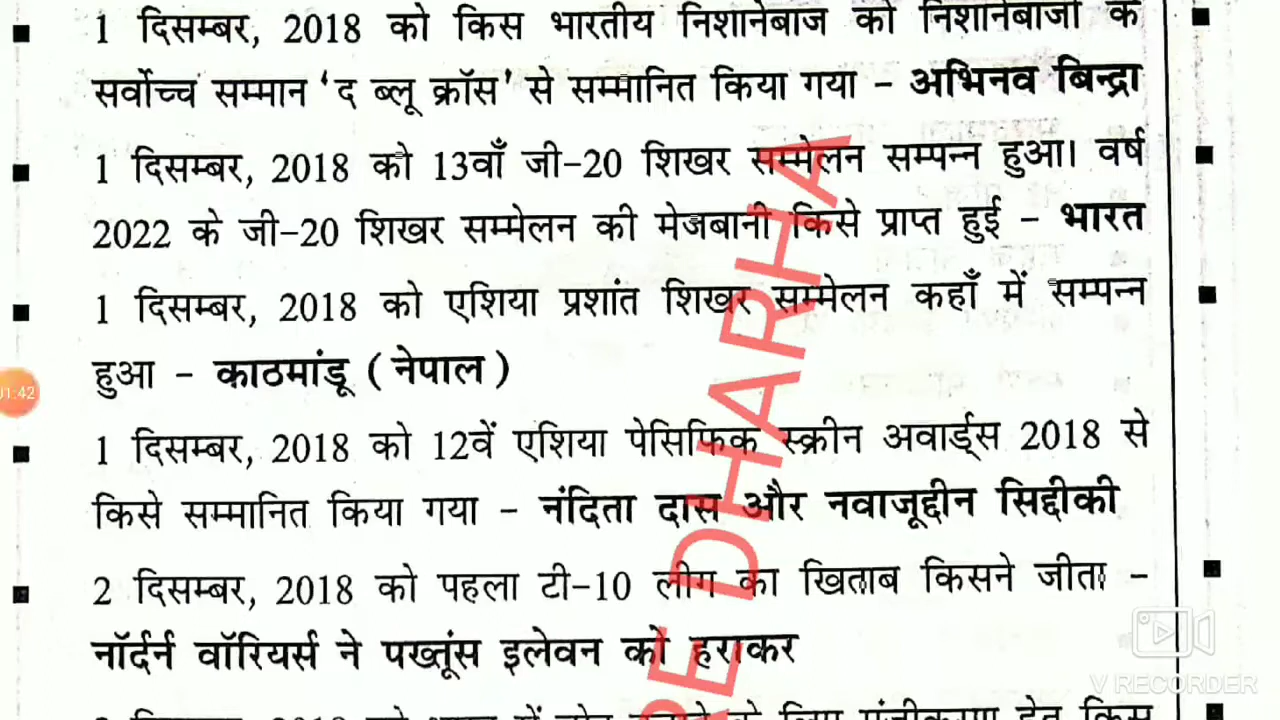 1 दिसम्बर, 2018 को किस भारतीय निशानेबाज को निशानेबाजी के
सर्वोच्च सम्मान 'द ब्लू क्रॉस' से सम्मानित किया गया – अभिनव बिन्द्रा
1 दिसम्बर, 2018 को 13वाँ जी-20 शिखर सम्मेलन सम्पन्न हुआ। वर्ष
2022 के जी-20 शिखर सम्मेलन की मेजबानी किसे प्राप्त हुई – भारत
1 दिसम्बर, 2018 को एशिया प्रशांत शिखर सम्मेलन कहाँ में सम्पन्न
हुआ – काठमांडू (नेपाल)
1 दिसम्बर, 2018 को 12वें एशिया पेसिफिक स्क्रीन अवार्ड्स 2018 से
किसे सम्मानित किया गया – नंदिता दास और नवाजूद्दीन सिद्दीकी
2 दिसम्बर, 2018 को पहला टी-10 लीग का खिताब किसने जीता –
नॉर्दर्न वॉरियर्स ने पख्तूंस इलेवन को हराकर
DHARHA
01:42
V RECORDER